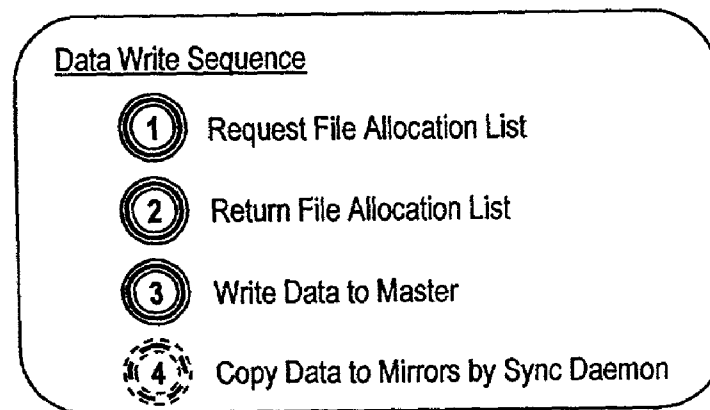 Data Write Sequence
1 Request File Allocation List
2 Return File Allocation List
3 Write Data to Master
4 Copy Data to Mirrors by Sync Daemon